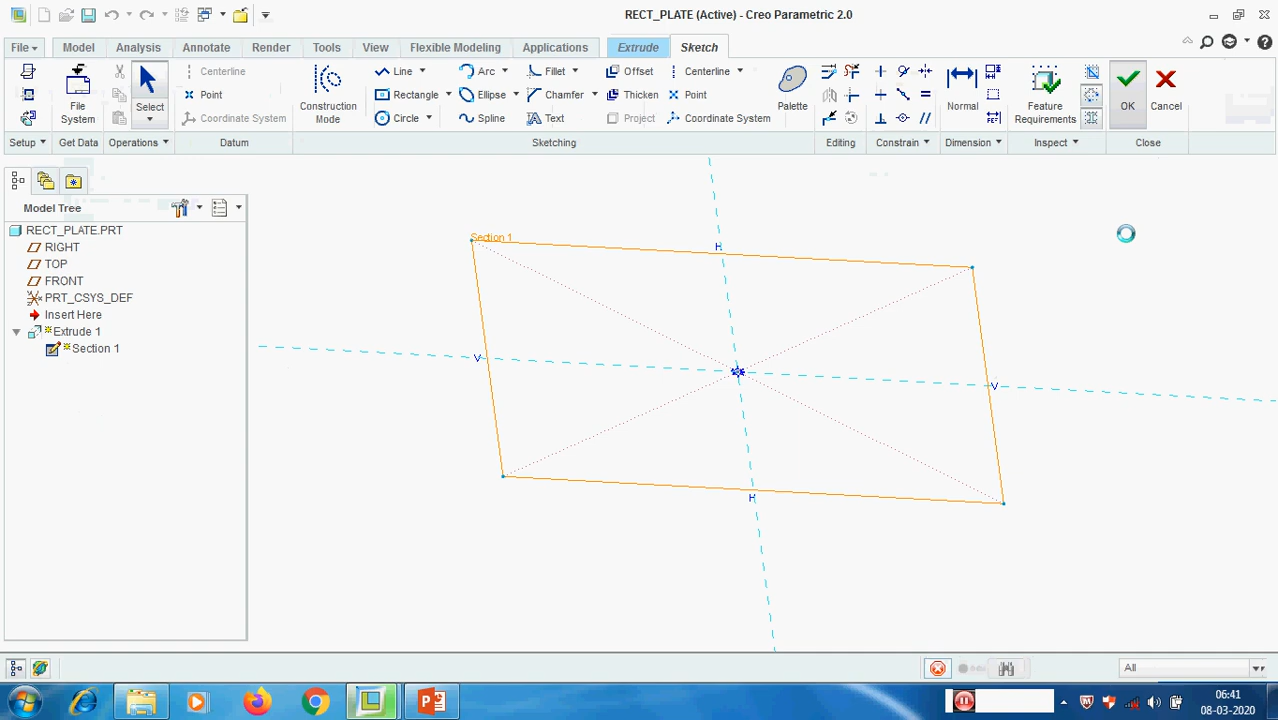 RECT_PLATE (Active) - Creo Parametric 2.0
File Model Analysis Annotate Render Tools View Flexible Modeling Applications Extrude Sketch
Centerline Line Arc Fillet Offset Centerline
Point Rectangle Ellipse Chamfer Thicken Point
Coordinate System Circle Spline Text Project Coordinate System
File System
Select
Construction Mode
Palette
Normal
Feature Requirements
OK
Cancel
Setup Get Data Operations Datum Sketching Editing Constrain Dimension Inspect Close
Model Tree
RECT_PLATE.PRT
RIGHT
TOP
FRONT
PRT_CSYS_DEF
Insert Here
Extrude 1
Section 1
Section 1
H
V
V
H
All
06:41
08-03-2020